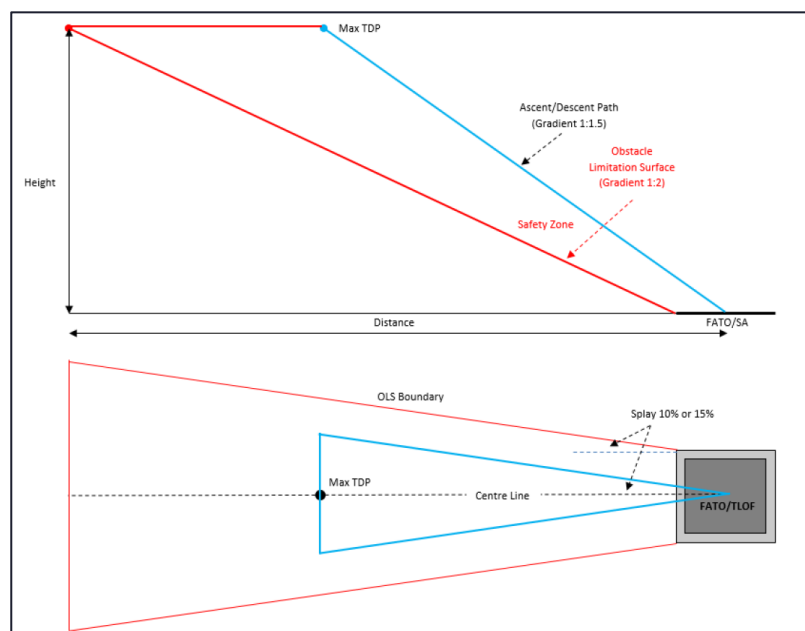 Max TDP
Ascent/Descent Path
(Gradient 1:1.5)
Obstacle
Limitation Surface
(Gradient 1:2)
Height
Safety Zone
Distance
FATO/SA
OLS Boundary
Splay 10% or 15%
Max TDP
Centre Line
FATO/TLOF